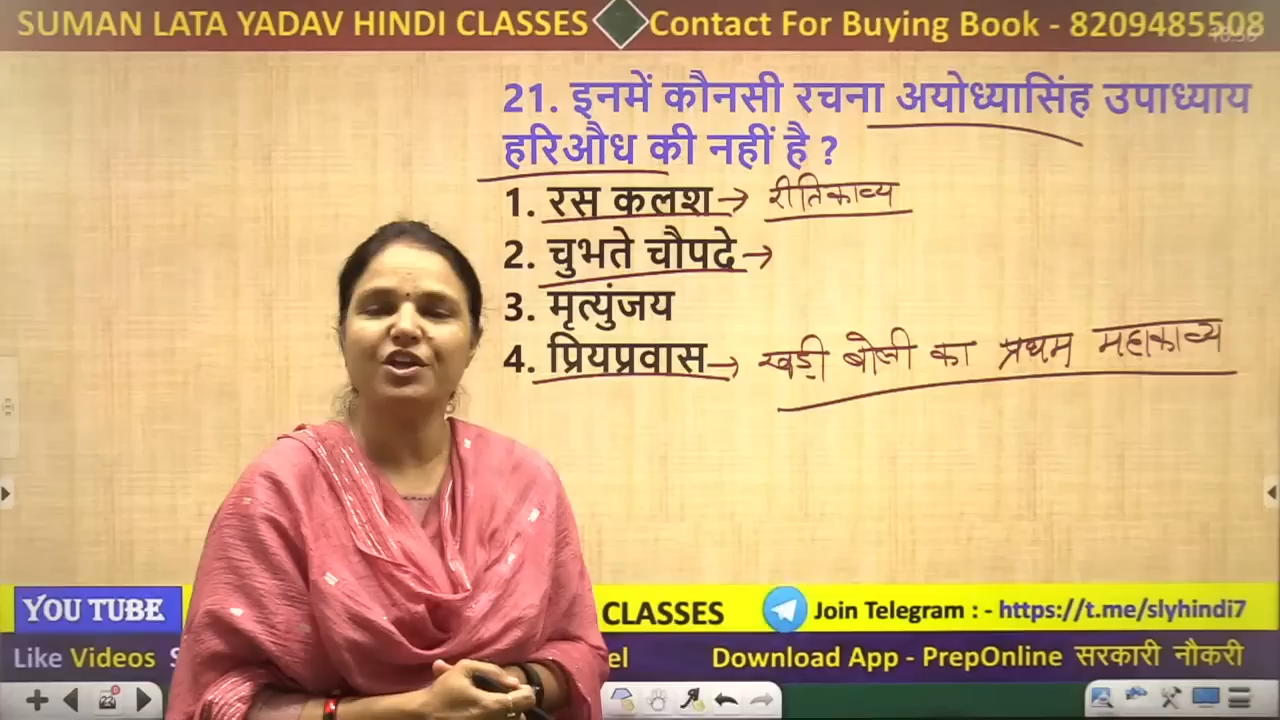 SUMAN LATA YADAV HINDI CLASSES Contact For Buying Book - 8209485508
21. इनमें कौनसी रचना अयोध्यासिंह उपाध्याय
हरिऔध की नहीं है ?
1. रस कलश → रीतिकाव्य
2. चुभते चौपदे →
3. मृत्युंजय
4. प्रियप्रवास → खड़ी बोली का प्रथम महाकाव्य
YOU TUBE CLASSES Join Telegram : - https://t.me/slyhindi7
Like Videos S el Download App - PrepOnline सरकारी नौकरी
22